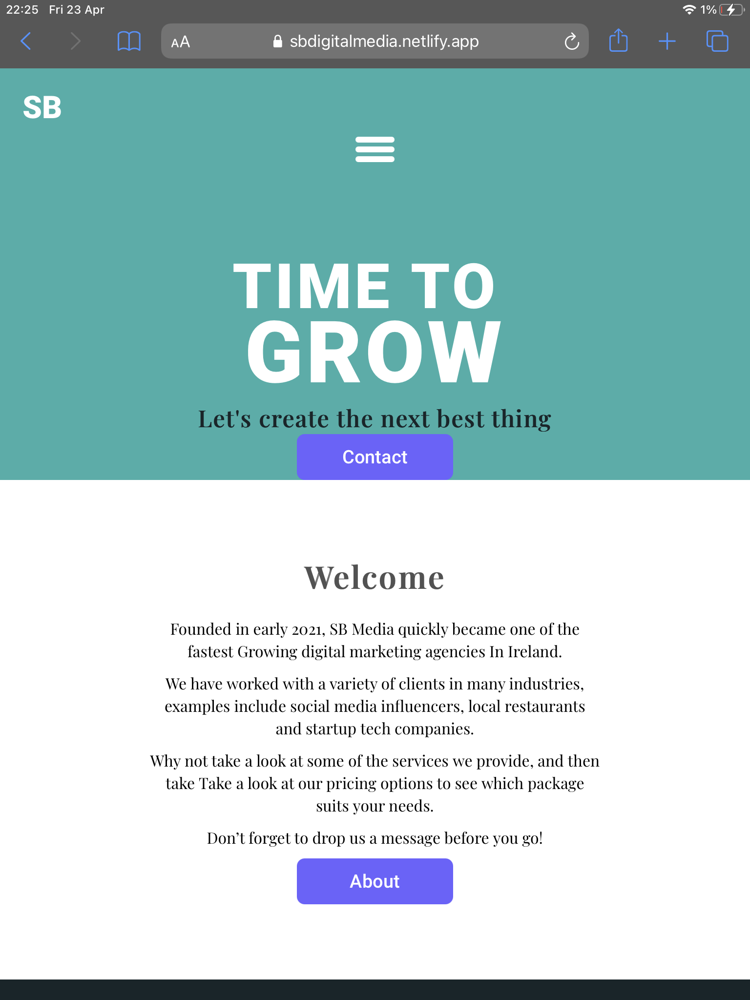 22:25 Fri 23 Apr 1%
AA sbdigitalmedia.netlify.app
SB
TIME TO
GROW
Let's create the next best thing
Contact
Welcome
Founded in early 2021, SB Media quickly became one of the
fastest Growing digital marketing agencies In Ireland.
We have worked with a variety of clients in many industries,
examples include social media influencers, local restaurants
and startup tech companies.
Why not take a look at some of the services we provide, and then
take Take a look at our pricing options to see which package
suits your needs.
Don’t forget to drop us a message before you go!
About